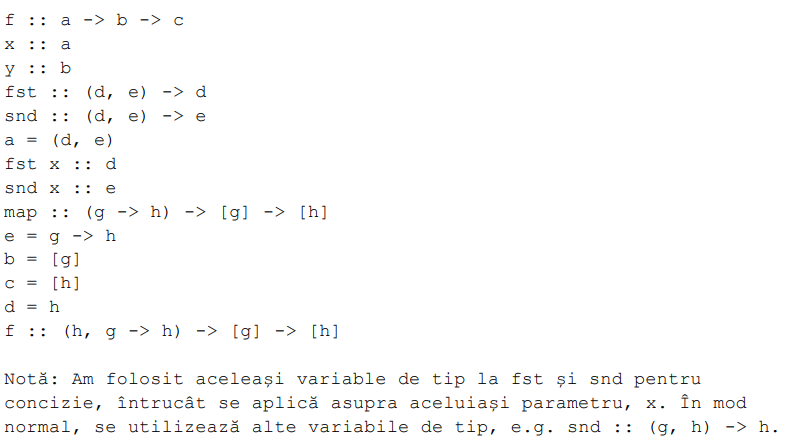 f :: a -> b -> c
x :: a
y :: b
fst :: (d, e) -> d
snd :: (d, e) -> e
a = (d, e)
fst x :: d
snd x :: e
map :: (g -> h) -> [g] -> [h]
e = g -> h
b = [g]
c = [h]
d = h
f :: (h, g -> h) -> [g] -> [h]

Notă: Am folosit aceleași variable de tip la fst și snd pentru
concizie, întrucât se aplică asupra aceluiași parametru, x. În mod
normal, se utilizează alte variabile de tip, e.g. snd :: (g, h) -> h.